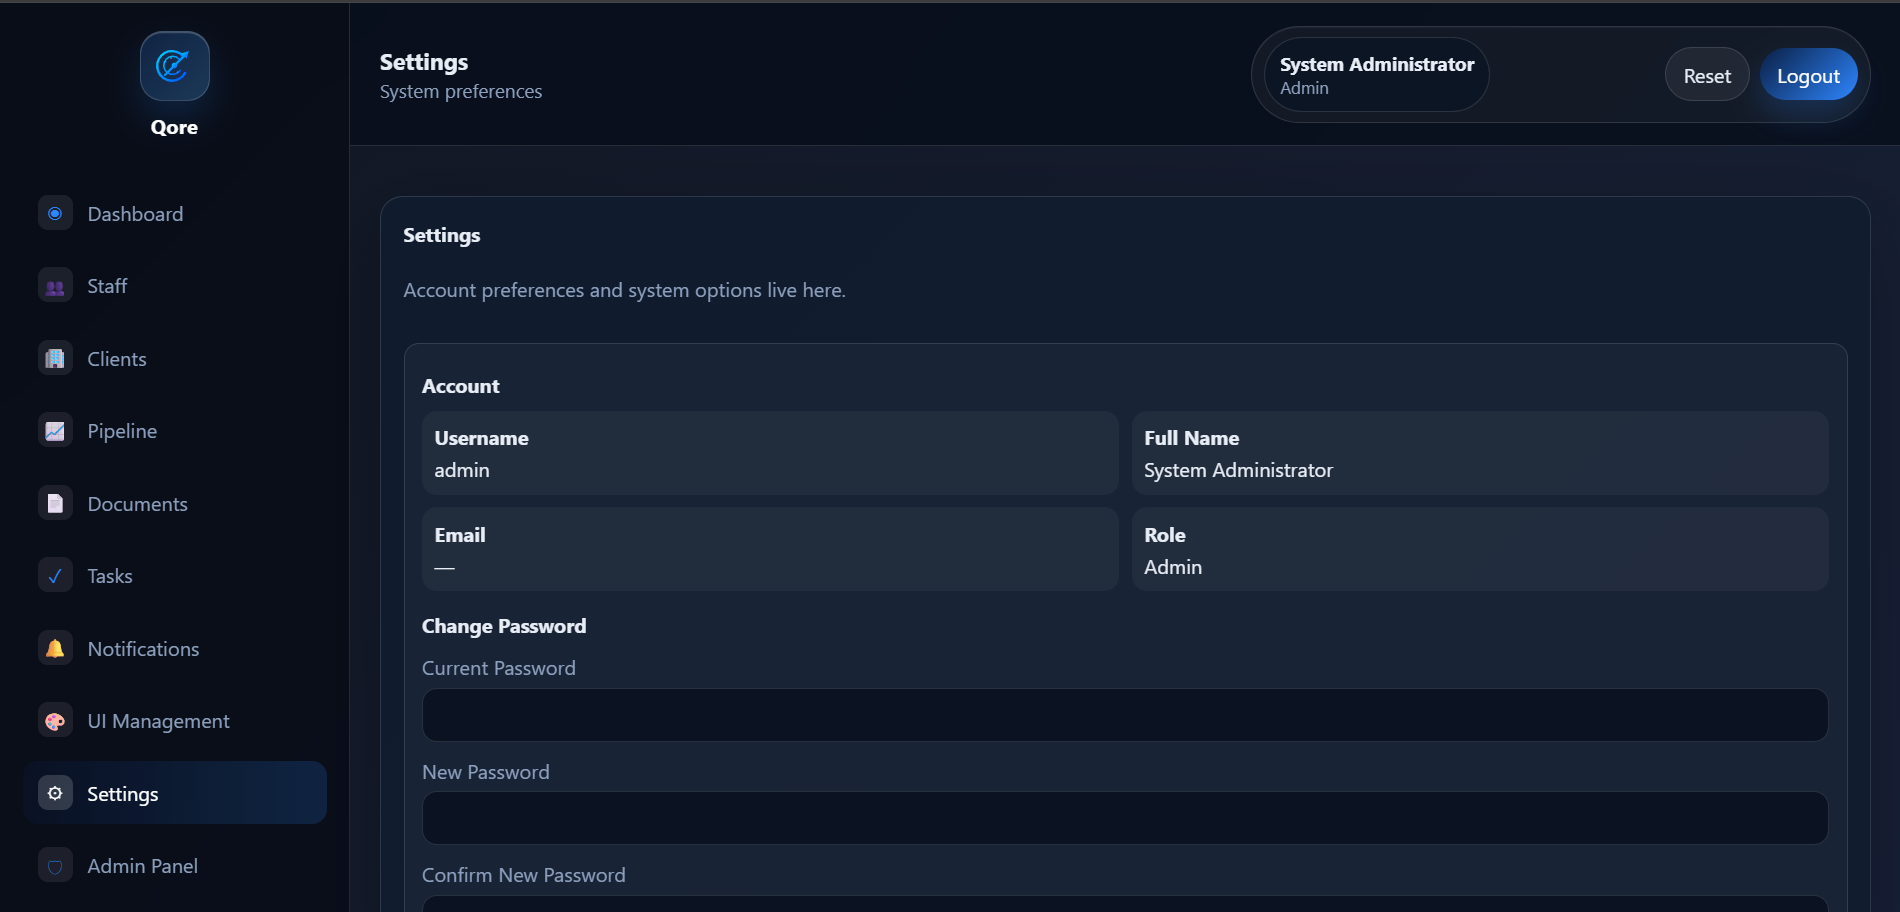 Qore
Dashboard
Staff
Clients
Pipeline
Documents
Tasks
Notifications
UI Management
Settings
Admin Panel
Settings
System preferences
System Administrator
Admin
Reset
Logout
Settings
Account preferences and system options live here.
Account
Username
admin
Full Name
System Administrator
Email
—
Role
Admin
Change Password
Current Password
New Password
Confirm New Password